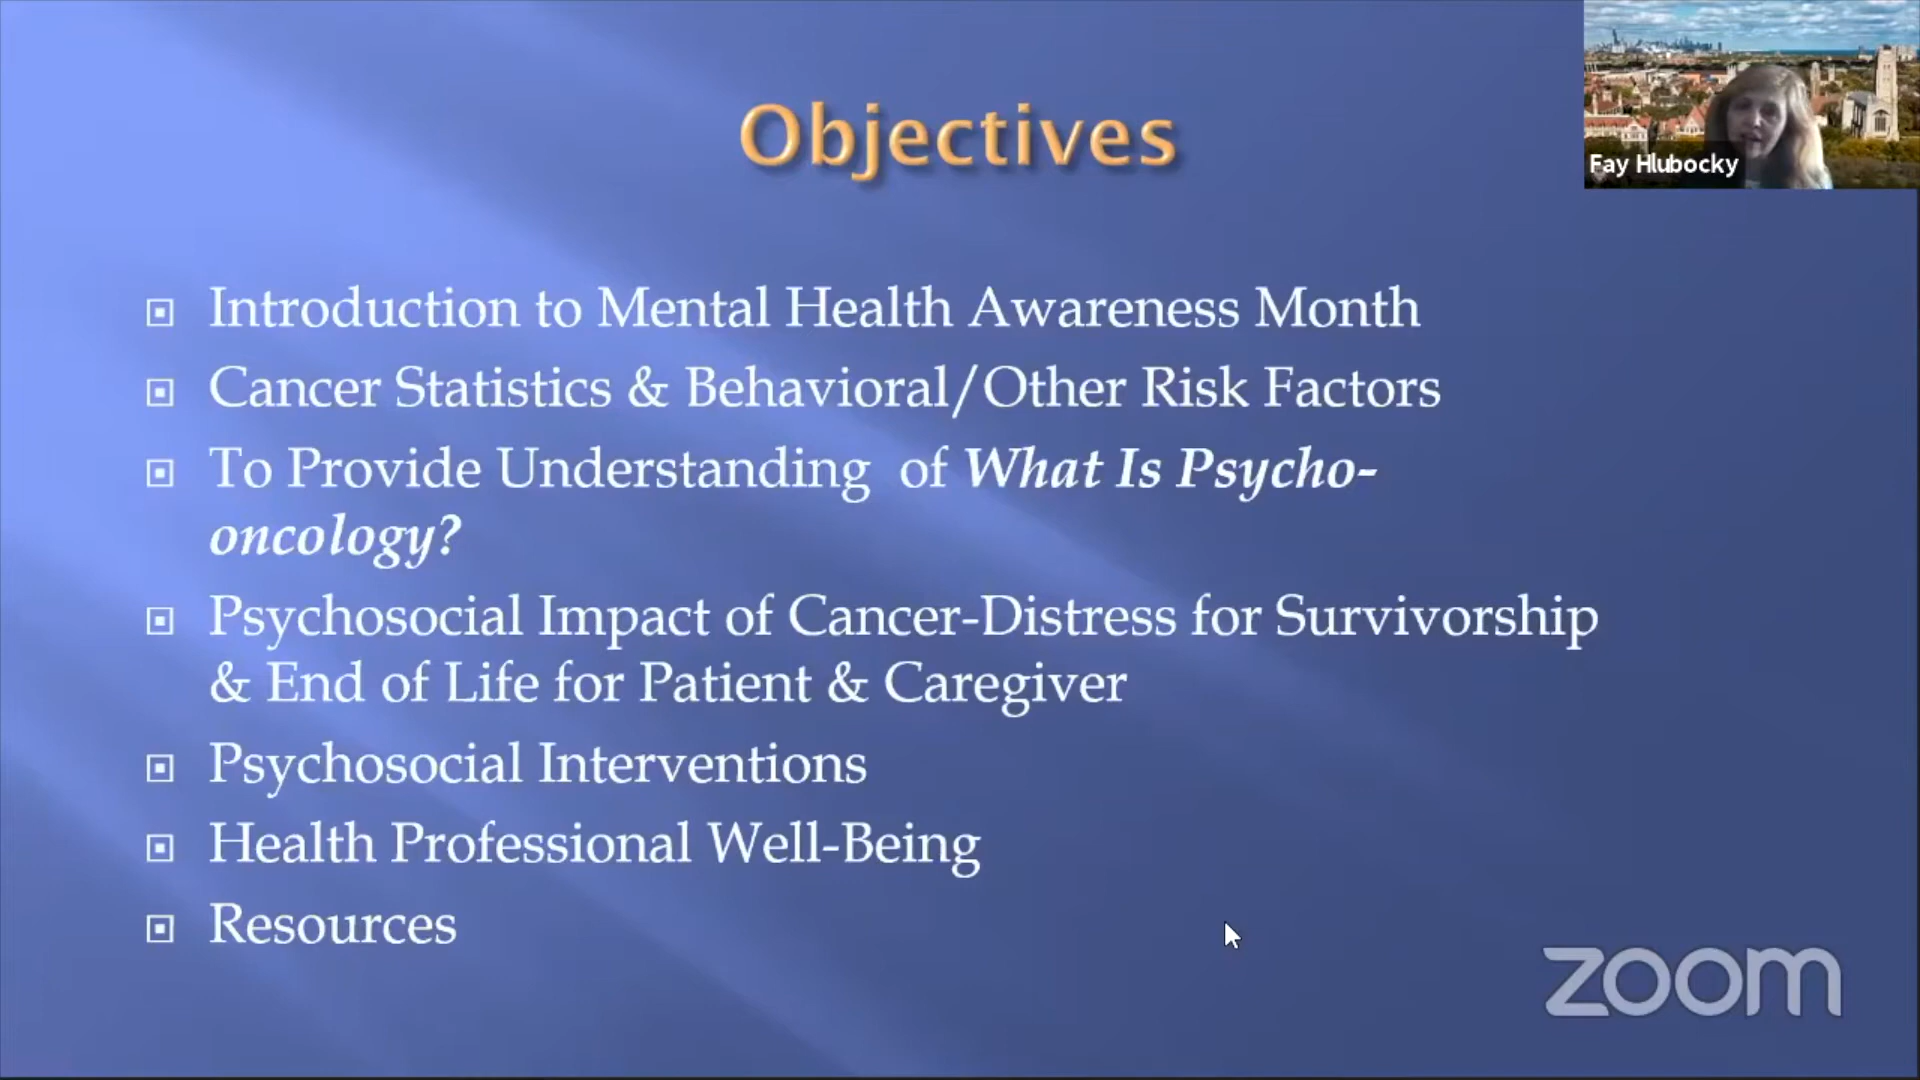 Objectives
Fay Hlubocky
Introduction to Mental Health Awareness Month
Cancer Statistics & Behavioral/Other Risk Factors
To Provide Understanding of What Is Psycho-
oncology?
Psychosocial Impact of Cancer-Distress for Survivorship
& End of Life for Patient & Caregiver
Psychosocial Interventions
Health Professional Well-Being
Resources
zoom